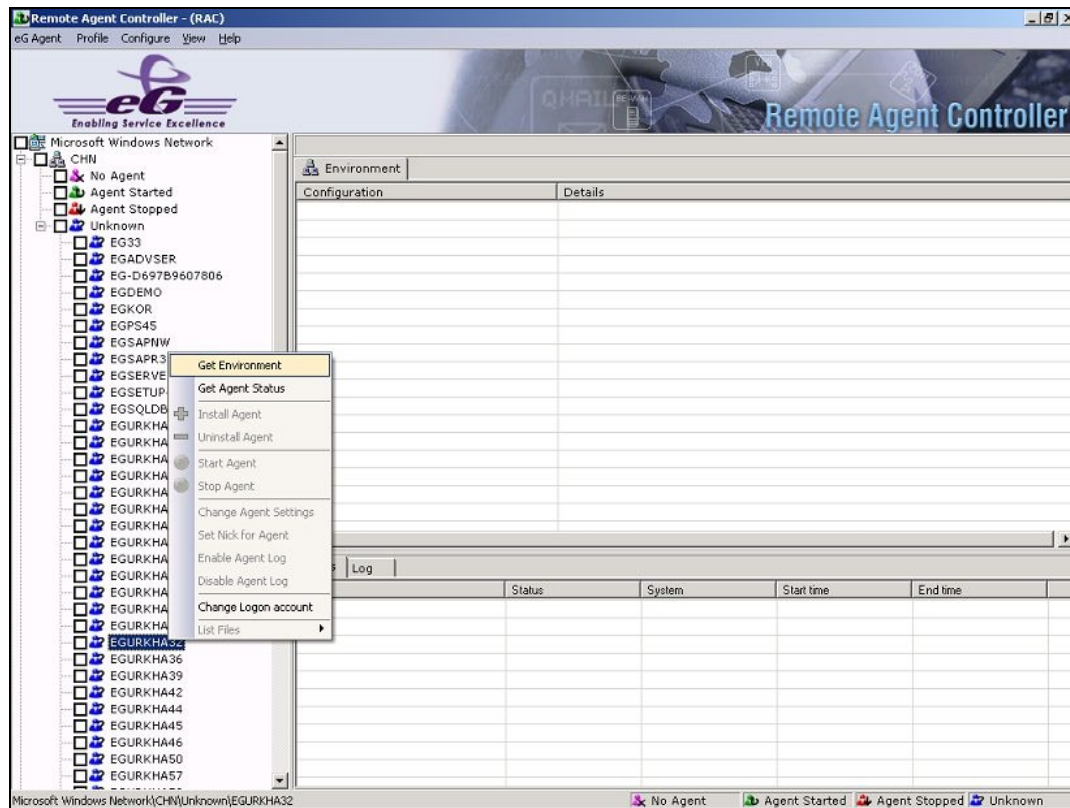 Remote Agent Controller - (RAC)
eG Agent Profile Configure View Help
eG
Enabling Service Excellence
QMAIL
Remote Agent Controller
Microsoft Windows Network
CHN
No Agent
Agent Started
Agent Stopped
Unknown
EG33
EGADVSER
EG-D697B9607806
EGDEMO
EGKOR
EGPS45
EGSAPNW
EGSAPR3
EGSERVE
EGSETUP
EGSQLDB
EGURKHA
EGURKHA
EGURKHA
EGURKHA
EGURKHA
EGURKHA
EGURKHA
EGURKHA
EGURKHA
EGURKHA
EGURKHA
EGURKHA
EGURKHA
EGURKHA32
EGURKHA36
EGURKHA39
EGURKHA42
EGURKHA44
EGURKHA45
EGURKHA46
EGURKHA50
EGURKHA57
Get Environment
Get Agent Status
Install Agent
Uninstall Agent
Start Agent
Stop Agent
Change Agent Settings
Set Nick for Agent
Enable Agent Log
Disable Agent Log
Change Logon account
List Files
Environment
Configuration Details
Log
Status System Start time End time
Microsoft Windows Network\CHN\Unknown\EGURKHA32
No Agent Agent Started Agent Stopped Unknown